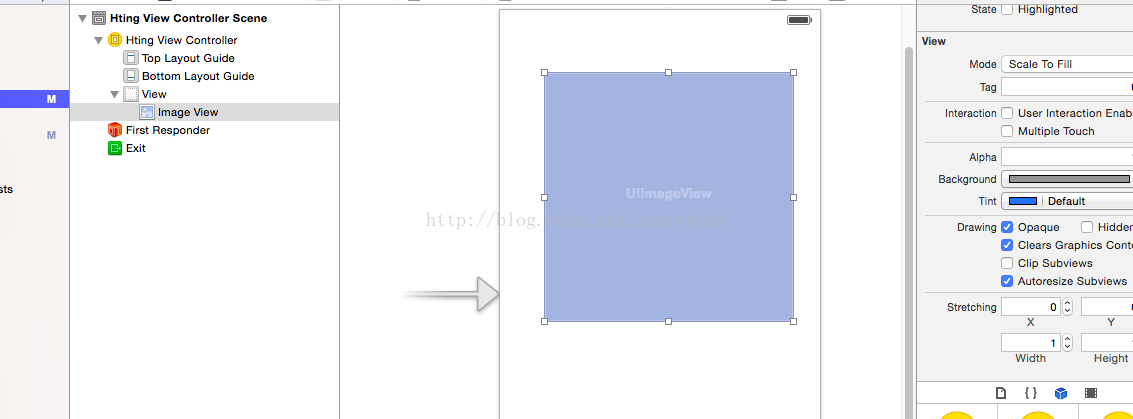 Hting View Controller Scene
Hting View Controller
Top Layout Guide
Bottom Layout Guide
View
Image View
First Responder
Exit
M
M
sts
UIImageView
http://blog.
State Highlighted
View
Mode Scale To Fill
Tag
Interaction User Interaction Enab
Multiple Touch
Alpha
Background
Tint Default
Drawing Opaque Hidden
Clears Graphics Conte
Clip Subviews
Autoresize Subviews
Stretching 0
X Y
1
Width Height
{ }